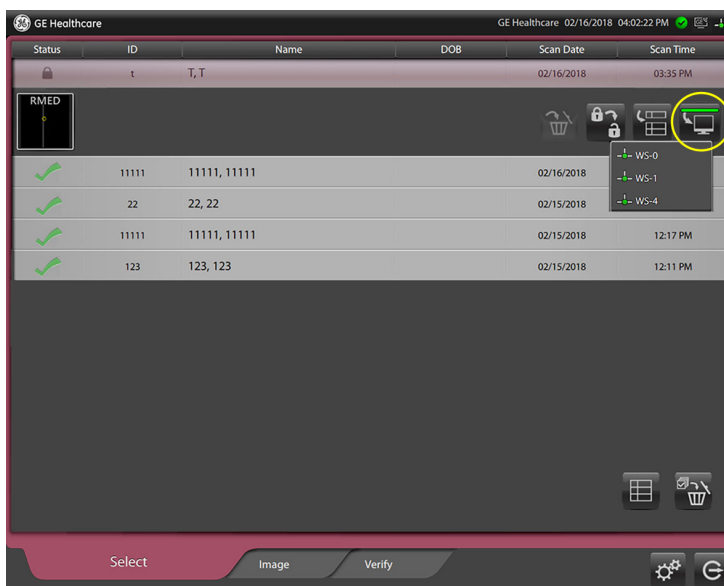 GE Healthcare GE Healthcare 02/16/2018 04:02:22 PM
Status ID Name DOB Scan Date Scan Time
t T, T 02/16/2018 03:35 PM
RMED
WS-0
11111 11111, 11111 02/16/2018
WS-1
22 22, 22 02/15/2018
WS-4
11111 11111, 11111 02/15/2018 12:17 PM
123 123, 123 02/15/2018 12:11 PM
Select Image Verify